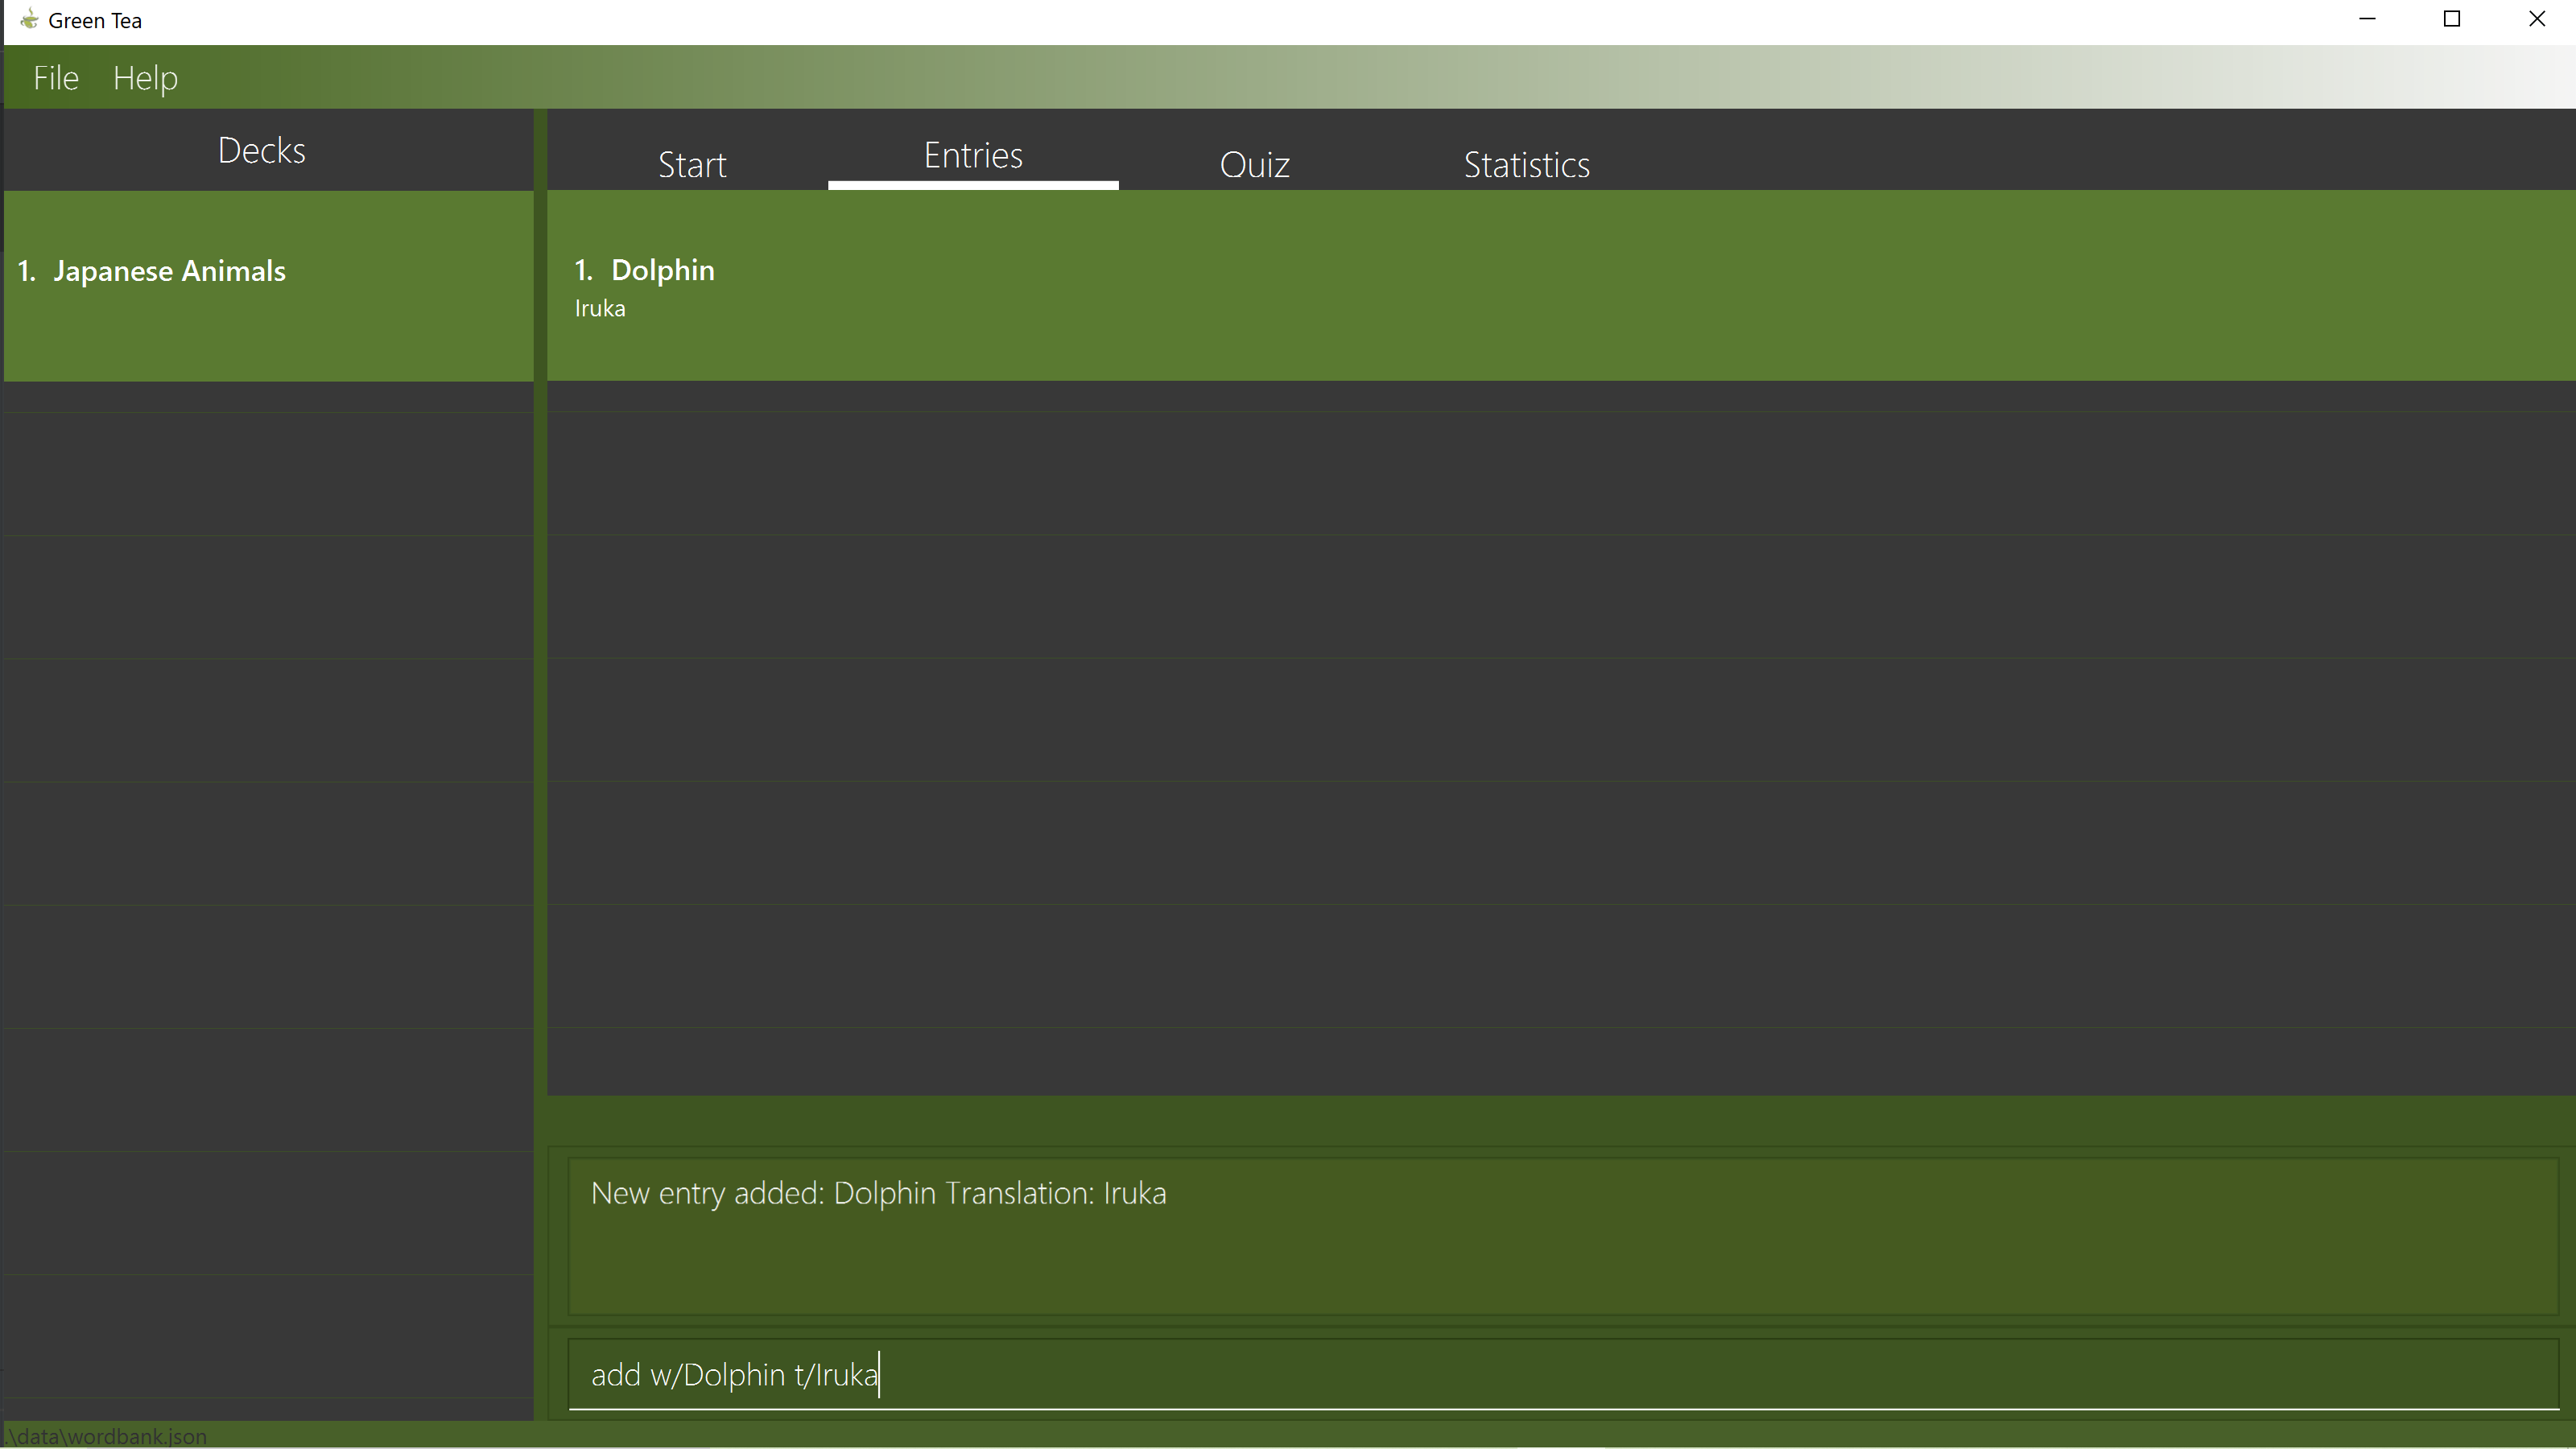 Green Tea
File Help
Decks
Start Entries Quiz Statistics
1. Japanese Animals
1. Dolphin
Iruka
New entry added: Dolphin Translation: Iruka
add w/Dolphin t/Iruka
.\data\wordbank.json